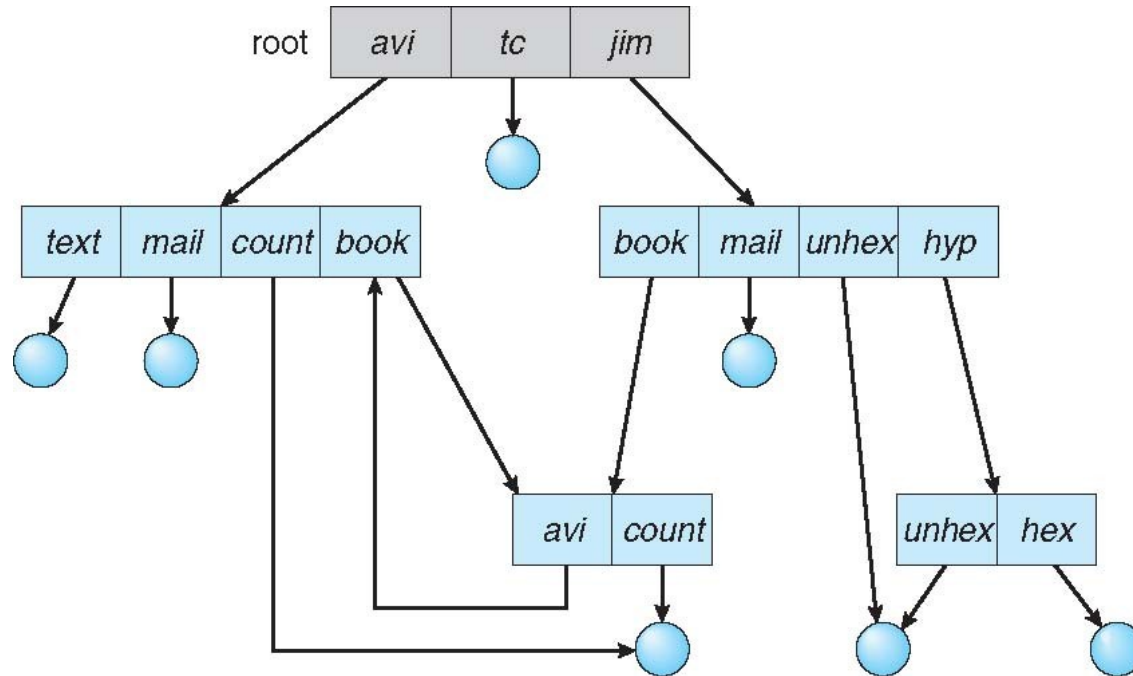 root avi tc jim
text mail count book book mail unhex hyp
avi count unhex hex